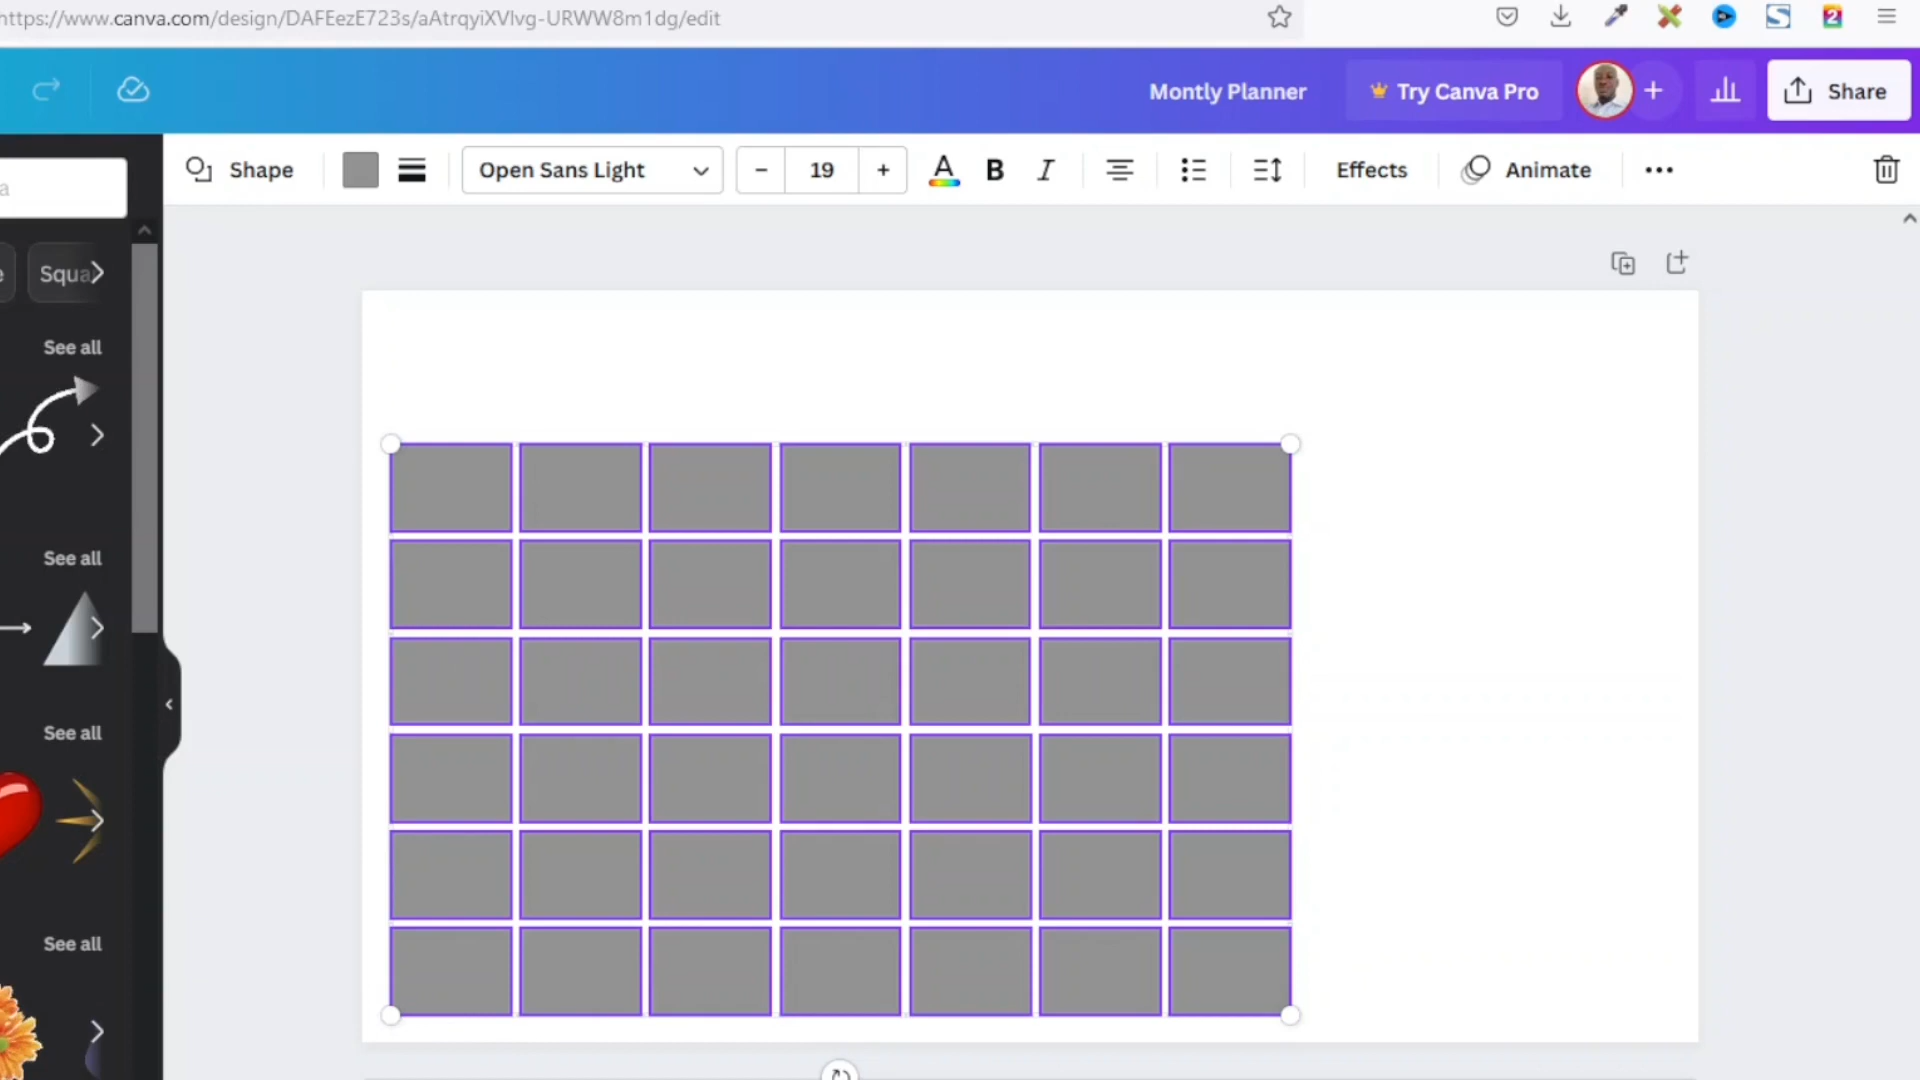 https://www.canva.com/design/DAFEezE723s/aAtrqyiXVlvg-URWW8m1dg/edit
2
Montly Planner
Try Canva Pro
Share
Shape
Open Sans Light
19
A
B
I
Effects
Animate
a
e
Squa
See all
See all
See all
See all